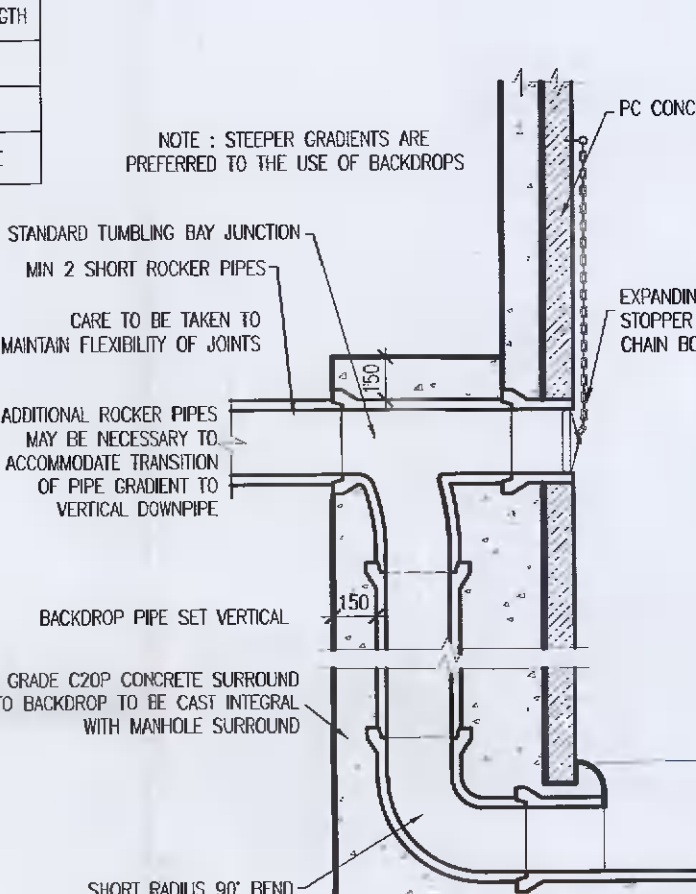 GTH
NOTE : STEEPER GRADIENTS ARE
PREFERRED TO THE USE OF BACKDROPS
PC CONC
STANDARD TUMBLING BAY JUNCTION
MIN 2 SHORT ROCKER PIPES
CARE TO BE TAKEN TO
MAINTAIN FLEXIBILITY OF JOINTS
EXPANDIN
STOPPER
CHAIN BO
150
ADDITIONAL ROCKER PIPES
MAY BE NECESSARY TO
ACCOMMODATE TRANSITION
OF PIPE GRADIENT TO
VERTICAL DOWNPIPE
150
BACKDROP PIPE SET VERTICAL
GRADE C20P CONCRETE SURROUND
TO BACKDROP TO BE CAST INTEGRAL
WITH MANHOLE SURROUND
SHORT RADIUS 90° BEND